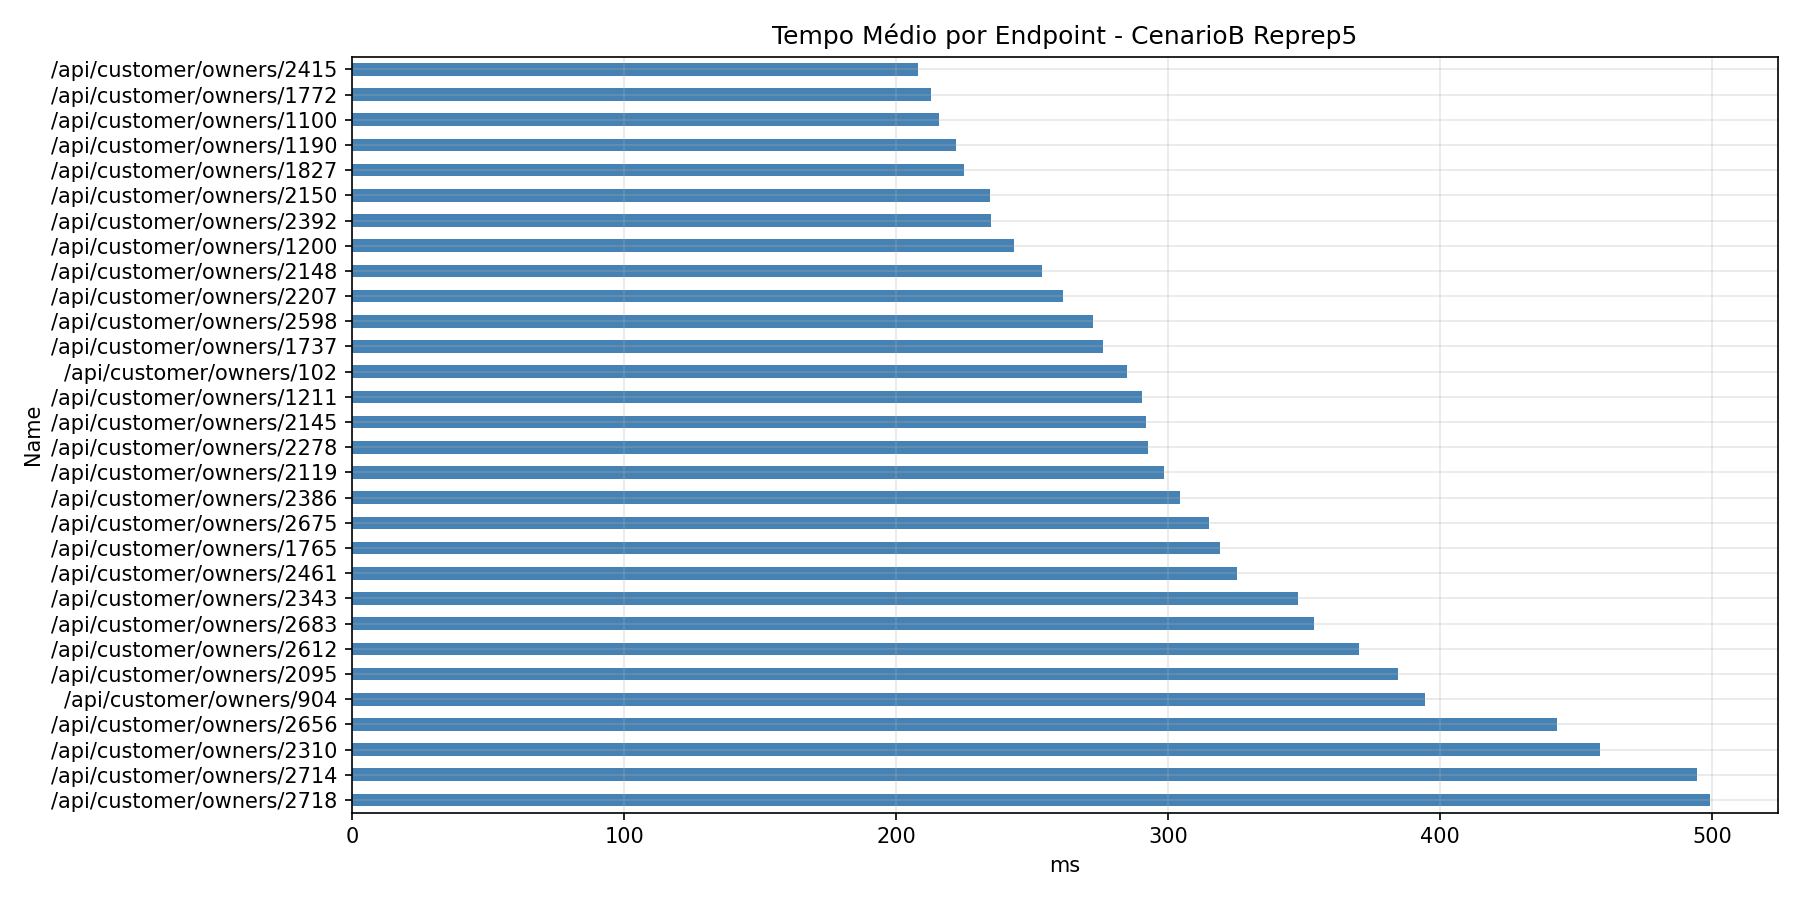 Tempo Médio por Endpoint - CenarioB Reprep5
/api/customer/owners/2415
/api/customer/owners/1772
/api/customer/owners/1100
/api/customer/owners/1190
/api/customer/owners/1827
/api/customer/owners/2150
/api/customer/owners/2392
/api/customer/owners/1200
/api/customer/owners/2148
/api/customer/owners/2207
/api/customer/owners/2598
/api/customer/owners/1737
/api/customer/owners/102
/api/customer/owners/1211
/api/customer/owners/2145
/api/customer/owners/2278
/api/customer/owners/2119
/api/customer/owners/2386
/api/customer/owners/2675
/api/customer/owners/1765
/api/customer/owners/2461
/api/customer/owners/2343
/api/customer/owners/2683
/api/customer/owners/2612
/api/customer/owners/2095
/api/customer/owners/904
/api/customer/owners/2656
/api/customer/owners/2310
/api/customer/owners/2714
/api/customer/owners/2718
Name
0 100 200 300 400 500
ms